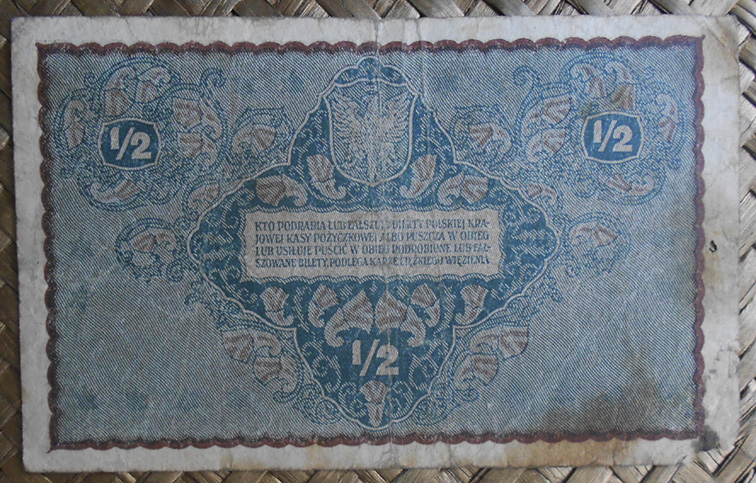 1/2
1/2
KTO PODRABIA LUB FAŁSZUJE BILETY POLSKIEJ KRA-
JOWEJ KASY POŻYCZKOWEJ ALBO PUSZCZA W OBIEG
LUB USIŁUJE PUŚCIĆ W OBIEG PODROBIONE LUB FAŁ-
SZOWANE BILETY, PODLEGA KARZE CIĘŻKIEGO WIĘZIENIA
1/2